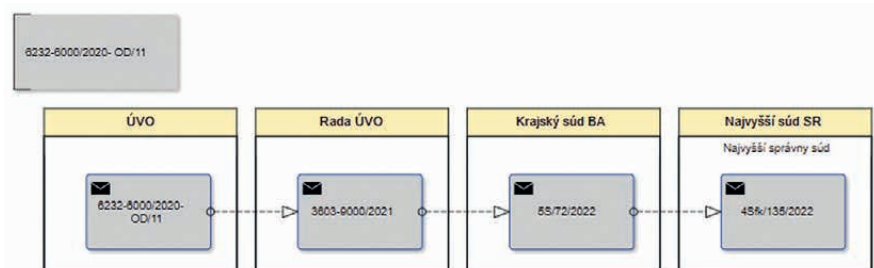 6232-6000/2020- OD/11
ÚVO
Rada ÚVO
Krajský súd BA
Najvyšší súd SR
Najvyšší správny súd
6232-6000/2020-
OD/11
3603-9000/2021
5S/72/2022
4Sfk/135/2022